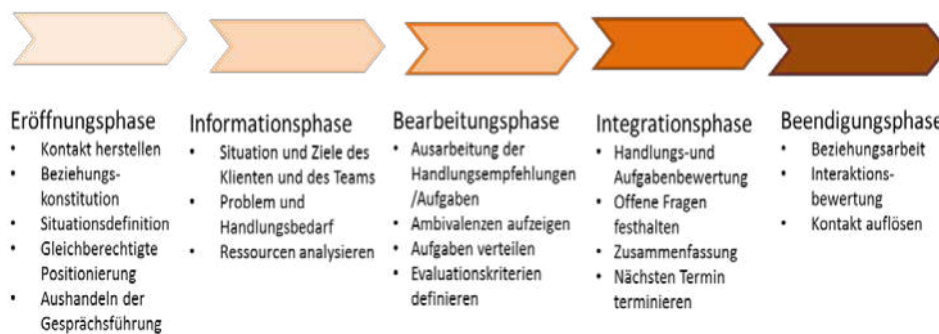 Eröffnungsphase
• Kontakt herstellen
• Beziehungs-
konstitution
• Situationsdefinition
• Gleichberechtigte
Positionierung
• Aushandeln der
Gesprächsführung
Informationsphase
• Situation und Ziele des
Klienten und des Teams
• Problem und
Handlungsbedarf
• Ressourcen analysieren
Bearbeitungsphase
• Ausarbeitung der
Handlungsempfehlungen
/Aufgaben
• Ambivalenzen aufzeigen
• Aufgaben verteilen
• Evaluationskriterien
definieren
Integrationsphase
• Handlungs-und
Aufgabenbewertung
• Offene Fragen
festhalten
• Zusammenfassung
• Nächsten Termin
terminieren
Beendigungsphase
• Beziehungsarbeit
• Interaktions-
bewertung
• Kontakt auflösen